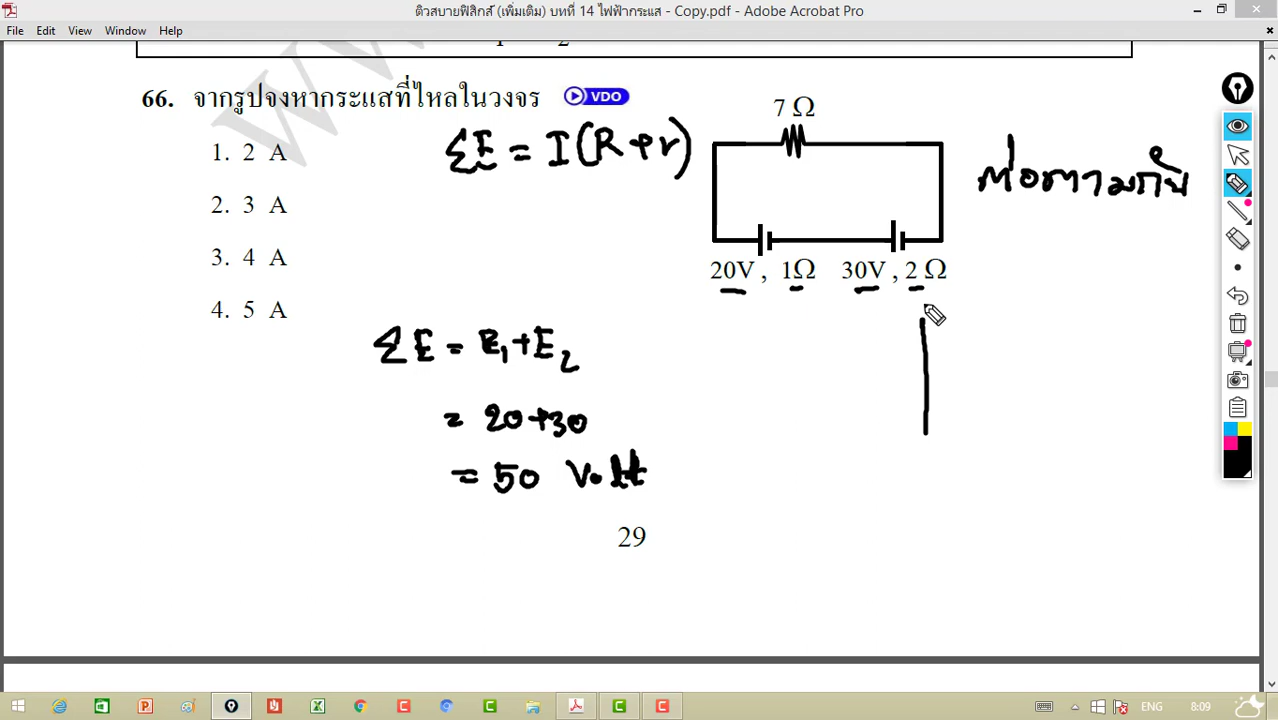 ติวสบายฟิสิกส์ (เพิ่มเติม) บทที่ 14 ไฟฟ้ากระแส - Copy.pdf - Adobe Acrobat Pro
File Edit View Window Help
66. จากรูปจงหากระแสที่ไหลในวงจร VDO
7 Ω
ΣE = I(R+r)
ต่อตามกัน
1. 2 A
2. 3 A
3. 4 A
4. 5 A
20V , 1Ω 30V , 2 Ω
ΣE = E1+E2
= 20+30
= 50 Volt
29
ENG 8:09